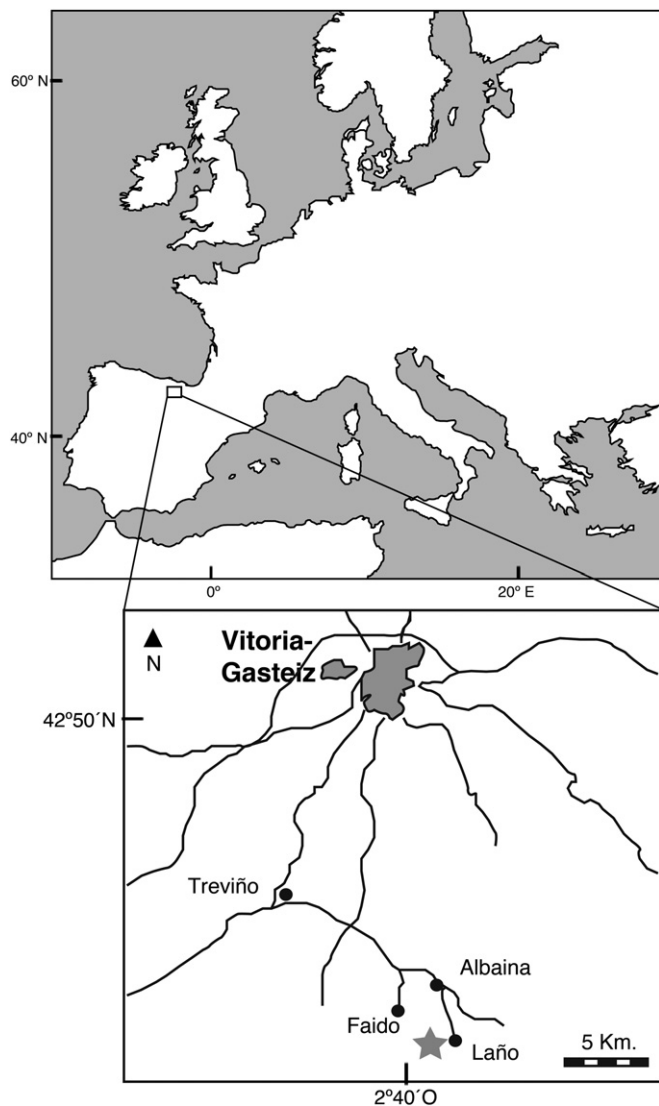 60º N
40º N
0º
20º E
N
Vitoria-
Gasteiz
42º50´N
Treviño
Albaina
Faido
Laño
5 Km.
2º40´O